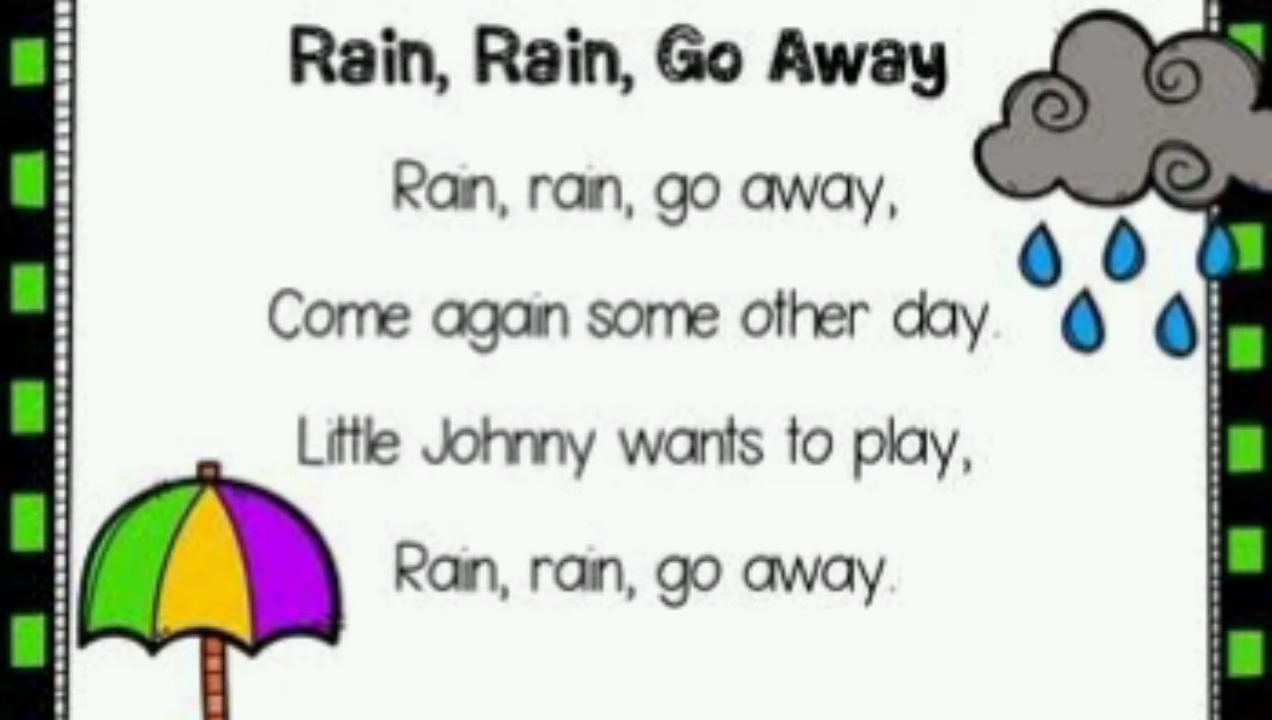 Rain, Rain, Go Away
Rain, rain, go away,
Come again some other day.
Little Johnny wants to play,
Rain, rain, go away.